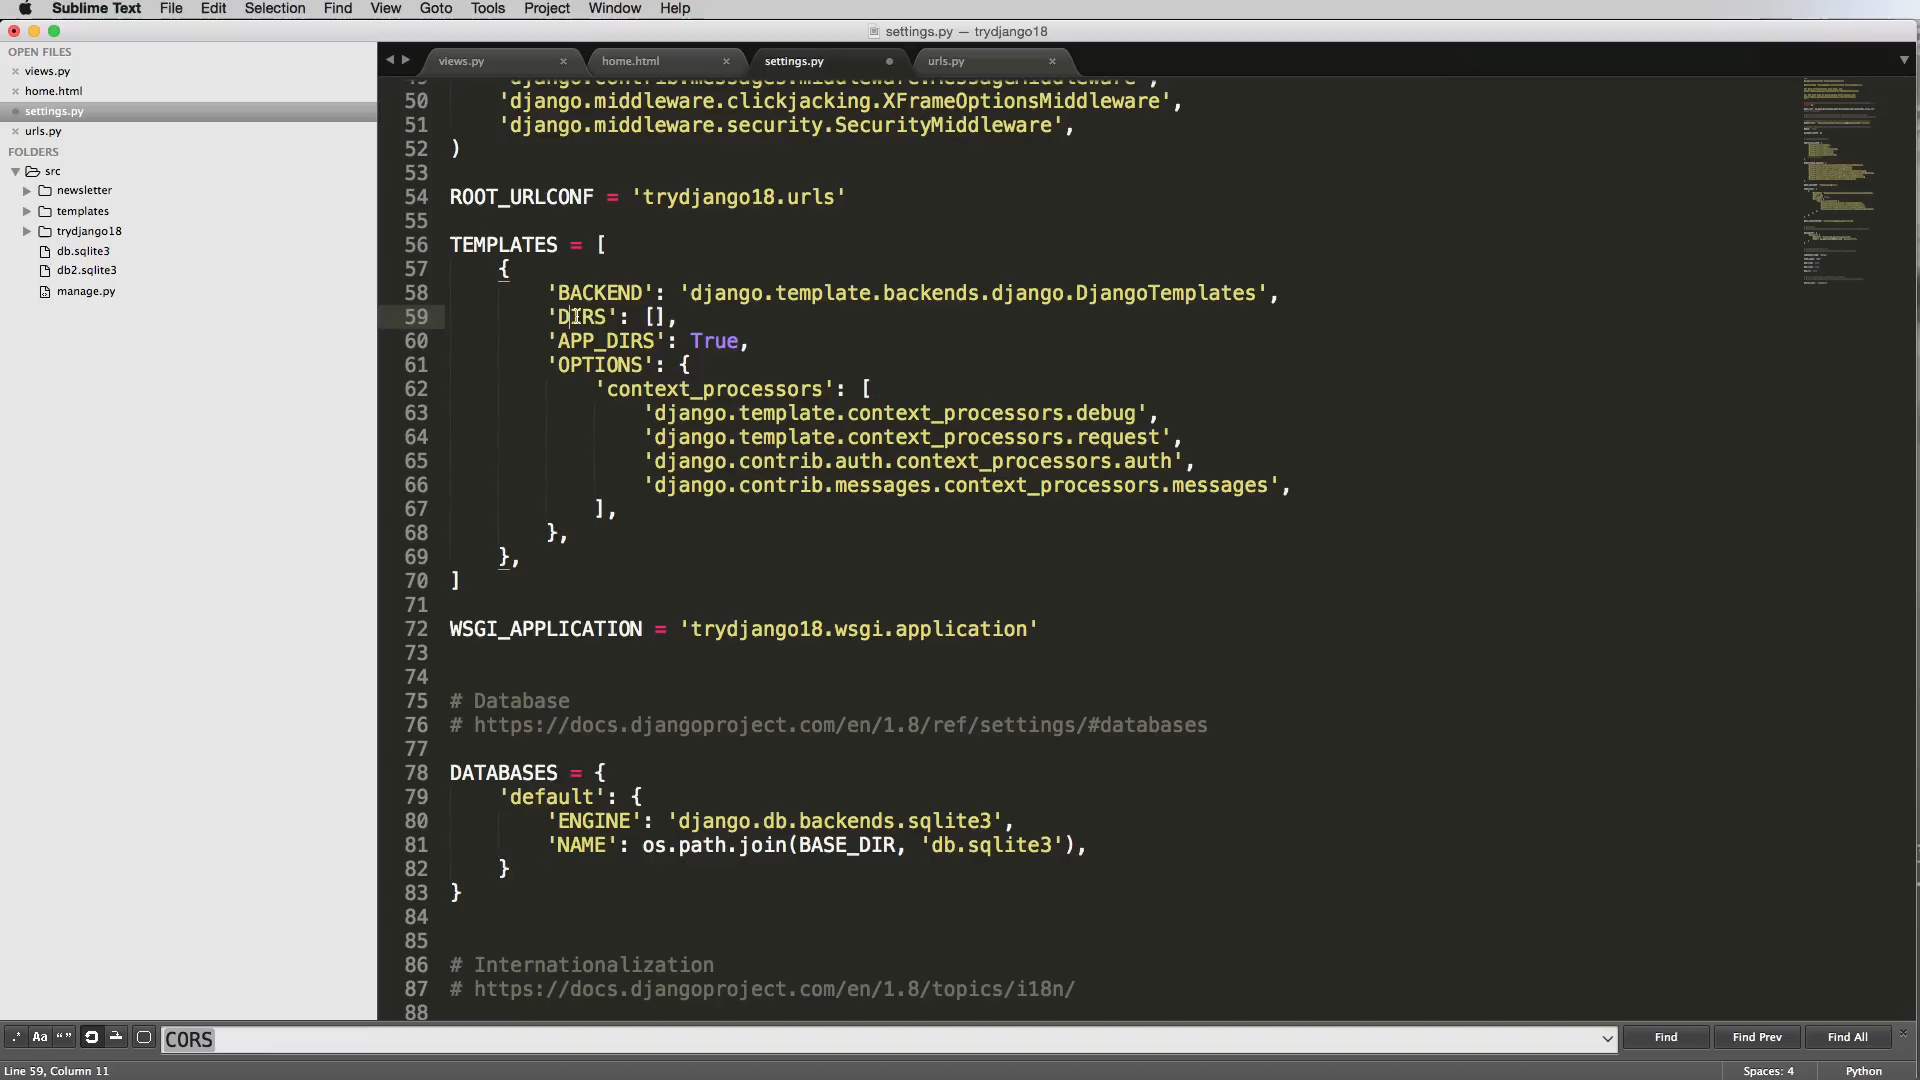 Sublime Text File Edit Selection Find View Goto Tools Project Window Help
settings.py — trydjango18
OPEN FILES
views.py
home.html
settings.py
urls.py
FOLDERS
src
newsletter
templates
trydjango18
db.sqlite3
db2.sqlite3
manage.py
views.py home.html settings.py urls.py
50 'django.middleware.clickjacking.XFrameOptionsMiddleware',
51 'django.middleware.security.SecurityMiddleware',
52 )
53
54 ROOT_URLCONF = 'trydjango18.urls'
55
56 TEMPLATES = [
57 {
58 'BACKEND': 'django.template.backends.django.DjangoTemplates',
59 'DIRS': [],
60 'APP_DIRS': True,
61 'OPTIONS': {
62 'context_processors': [
63 'django.template.context_processors.debug',
64 'django.template.context_processors.request',
65 'django.contrib.auth.context_processors.auth',
66 'django.contrib.messages.context_processors.messages',
67 ],
68 },
69 },
70 ]
71
72 WSGI_APPLICATION = 'trydjango18.wsgi.application'
73
74
75 # Database
76 # https://docs.djangoproject.com/en/1.8/ref/settings/#databases
77
78 DATABASES = {
79 'default': {
80 'ENGINE': 'django.db.backends.sqlite3',
81 'NAME': os.path.join(BASE_DIR, 'db.sqlite3'),
82 }
83 }
84
85
86 # Internationalization
87 # https://docs.djangoproject.com/en/1.8/topics/i18n/
88
.* Aa “” CORS Find Find Prev Find All
Line 59, Column 11 Spaces: 4 Python